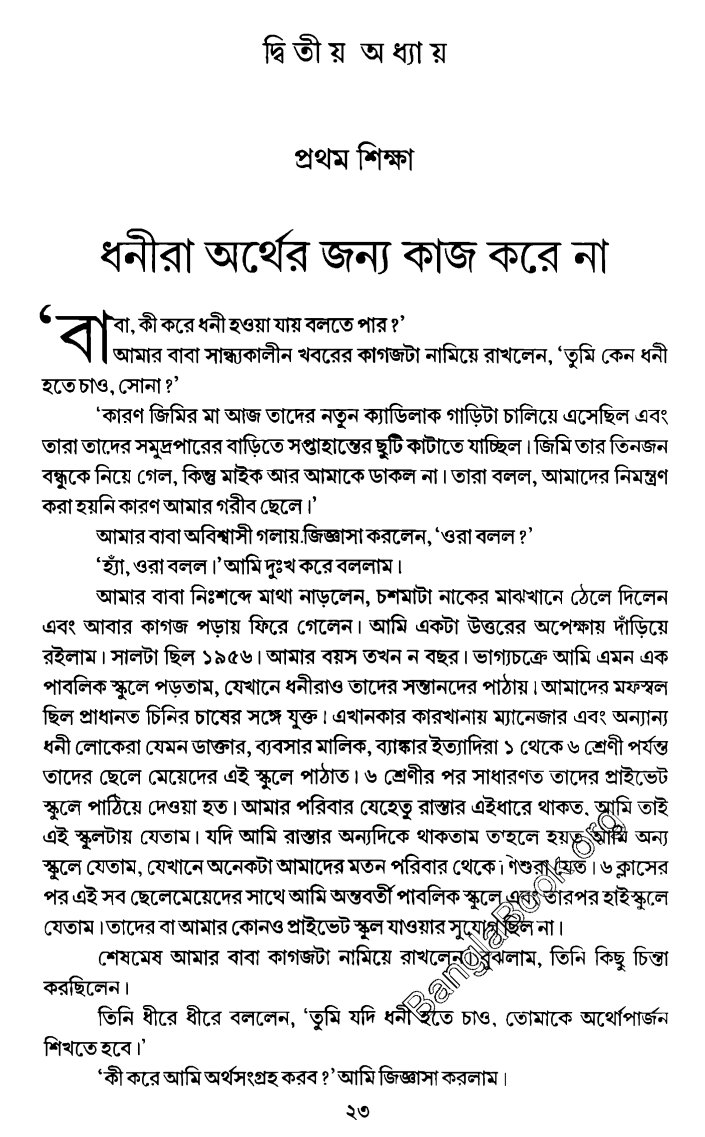 দ্বিতীয় অধ্যায়
প্রথম শিক্ষা
ধনীরা অর্থের জন্য কাজ করে না
‘বাবা, কী করে ধনী হওয়া যায় বলতে পার?’
আমার বাবা সান্ধ্যকালীন খবরের কাগজটা নামিয়ে রাখলেন, ‘তুমি কেন ধনী
হতে চাও, সোনা?’
‘কারণ জিমির মা আজ তাদের নতুন ক্যাডিলাক গাড়িটা চালিয়ে এসেছিল এবং
তারা তাদের সমুদ্রপারের বাড়িতে সপ্তাহান্তের ছুটি কাটাতে যাচ্ছিল। জিমি তার তিনজন
বন্ধুকে নিয়ে গেল, কিন্তু মাইক আর আমাকে ডাকল না। তারা বলল, আমাদের নিমন্ত্রণ
করা হয়নি কারণ আমার গরীব ছেলে।’
আমার বাবা অবিশ্বাসী গলায় জিজ্ঞাসা করলেন, ‘ওরা বলল?’
‘হ্যাঁ, ওরা বলল।’ আমি দুঃখ করে বললাম।
আমার বাবা নিঃশব্দে মাথা নাড়লেন, চশমাটা নাকের মাঝখানে ঠেলে দিলেন
এবং আবার কাগজ পড়ায় ফিরে গেলেন। আমি একটা উত্তরের অপেক্ষায় দাঁড়িয়ে
রইলাম। সালটা ছিল ১৯৫৬। আমার বয়স তখন ন বছর। ভাগ্যচক্রে আমি এমন এক
পাবলিক স্কুলে পড়তাম, যেখানে ধনীরাও তাদের সন্তানদের পাঠায়। আমাদের মফস্বল
ছিল প্রাধানত চিনির চাষের সঙ্গে যুক্ত। এখানকার কারখানায় ম্যানেজার এবং অন্যান্য
ধনী লোকেরা যেমন ডাক্তার, ব্যবসার মালিক, ব্যাঙ্কার ইত্যাদিরা ১ থেকে ৬ শ্রেণী পর্যন্ত
তাদের ছেলে মেয়েদের এই স্কুলে পাঠাত। ৬ শ্রেণীর পর সাধারণত তাদের প্রাইভেট
স্কুলে পাঠিয়ে দেওয়া হত। আমার পরিবার যেহেতু রাস্তার এইধারে থাকত, আমি তাই
এই স্কুলটায় যেতাম। যদি আমি রাস্তার অন্যদিকে থাকতাম ত'হলে হয়ত আমি অন্য
স্কুলে যেতাম, যেখানে অনেকটা আমাদের মতন পরিবার থেকে শিশুরা যেত। ৬ ক্লাসের
পর এই সব ছেলেমেয়েদের সাথে আমি অন্তবর্তী পাবলিক স্কুলে এবং তারপর হাইস্কুলে
যেতাম। তাদের বা আমার কোনও প্রাইভেট স্কুল যাওয়ার সুযোগ ছিল না।
শেষমেষ আমার বাবা কাগজটা নামিয়ে রাখলেন। বুঝলাম, তিনি কিছু চিন্তা
করছিলেন।
তিনি ধীরে ধীরে বললেন, ‘তুমি যদি ধনী হতে চাও, তোমাকে অর্থোপার্জন
শিখতে হবে।’
‘কী করে আমি অর্থসংগ্রহ করব?’ আমি জিজ্ঞাসা করলাম।
২৩
BanglaBook.org